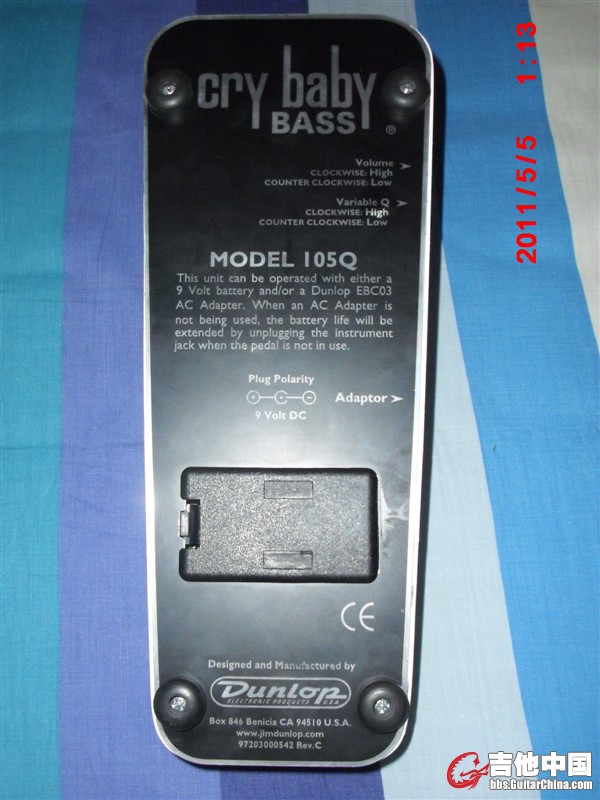 cry baby
BASS ®
Volume
CLOCKWISE: High
COUNTER CLOCKWISE: Low
Variable Q
CLOCKWISE: High
COUNTER CLOCKWISE: Low
MODEL 105Q
This unit can be operated with either a
9 Volt battery and/or a Dunlop EBC03
AC Adapter. When an AC Adapter is
not being used, the battery life will be
extended by unplugging the instrument
jack when the pedal is not in use.
Plug Polarity
+ C −
9 Volt DC
Adaptor
CE
Designed and Manufactured by
DUNLOP
ELECTRONIC PRODUCTS U.S.A.
Box 846 Benicia CA 94510 U.S.A.
www.jimdunlop.com
97203000542 Rev.C
2011/5/5 1:13
吉他中国
bbs.GuitarChina.com